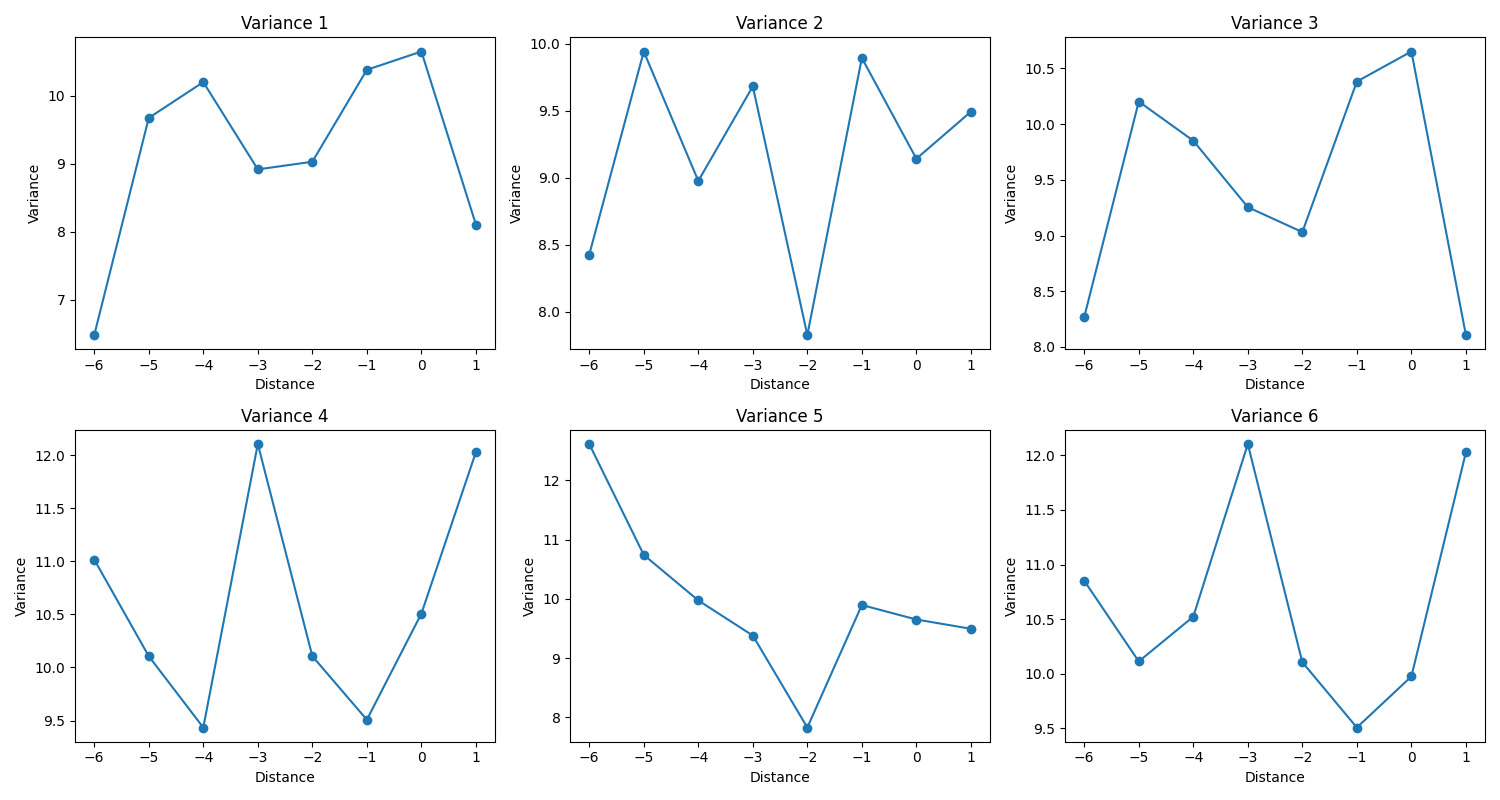 Variance 1
Variance
10
9
8
7
−6 −5 −4 −3 −2 −1 0 1
Distance
Variance 2
Variance
10.0
9.5
9.0
8.5
8.0
−6 −5 −4 −3 −2 −1 0 1
Distance
Variance 3
Variance
10.5
10.0
9.5
9.0
8.5
8.0
−6 −5 −4 −3 −2 −1 0 1
Distance
Variance 4
Variance
12.0
11.5
11.0
10.5
10.0
9.5
−6 −5 −4 −3 −2 −1 0 1
Distance
Variance 5
Variance
12
11
10
9
8
−6 −5 −4 −3 −2 −1 0 1
Distance
Variance 6
Variance
12.0
11.5
11.0
10.5
10.0
9.5
−6 −5 −4 −3 −2 −1 0 1
Distance